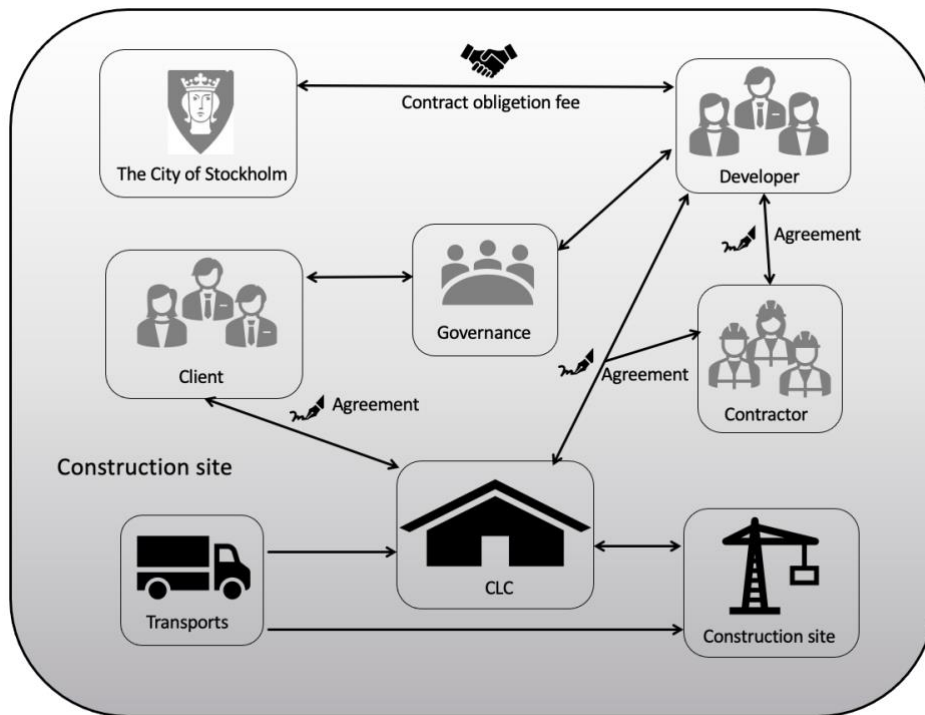 Contract obligetion fee
The City of Stockholm
Developer
Agreement
Governance
Client
Agreement
Contractor
Agreement
Construction site
CLC
Transports
Construction site